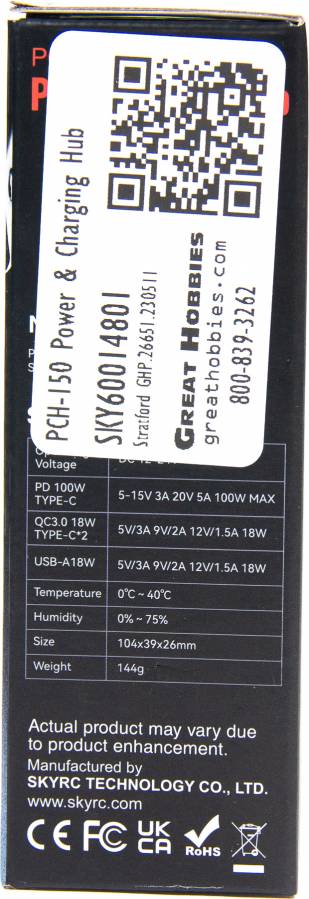 PCH-150 Power & Charging Hub
SKY60014801
Stratford GHP.26651.230511
GREAT HOBBIES
greathobbies.com
800-839-3262
Voltage
PD 100W
TYPE-C
5-15V 3A 20V 5A 100W MAX
QC3.0 18W
TYPE-C*2
5V/3A 9V/2A 12V/1.5A 18W
USB-A18W
5V/3A 9V/2A 12V/1.5A 18W
Temperature
0℃ ~ 40℃
Humidity
0% ~ 75%
Size
104x39x26mm
Weight
144g
Actual product may vary due
to product enhancement.
Manufactured by
SKYRC TECHNOLOGY CO., LTD.
www.skyrc.com
CE FC UK
CA RoHS